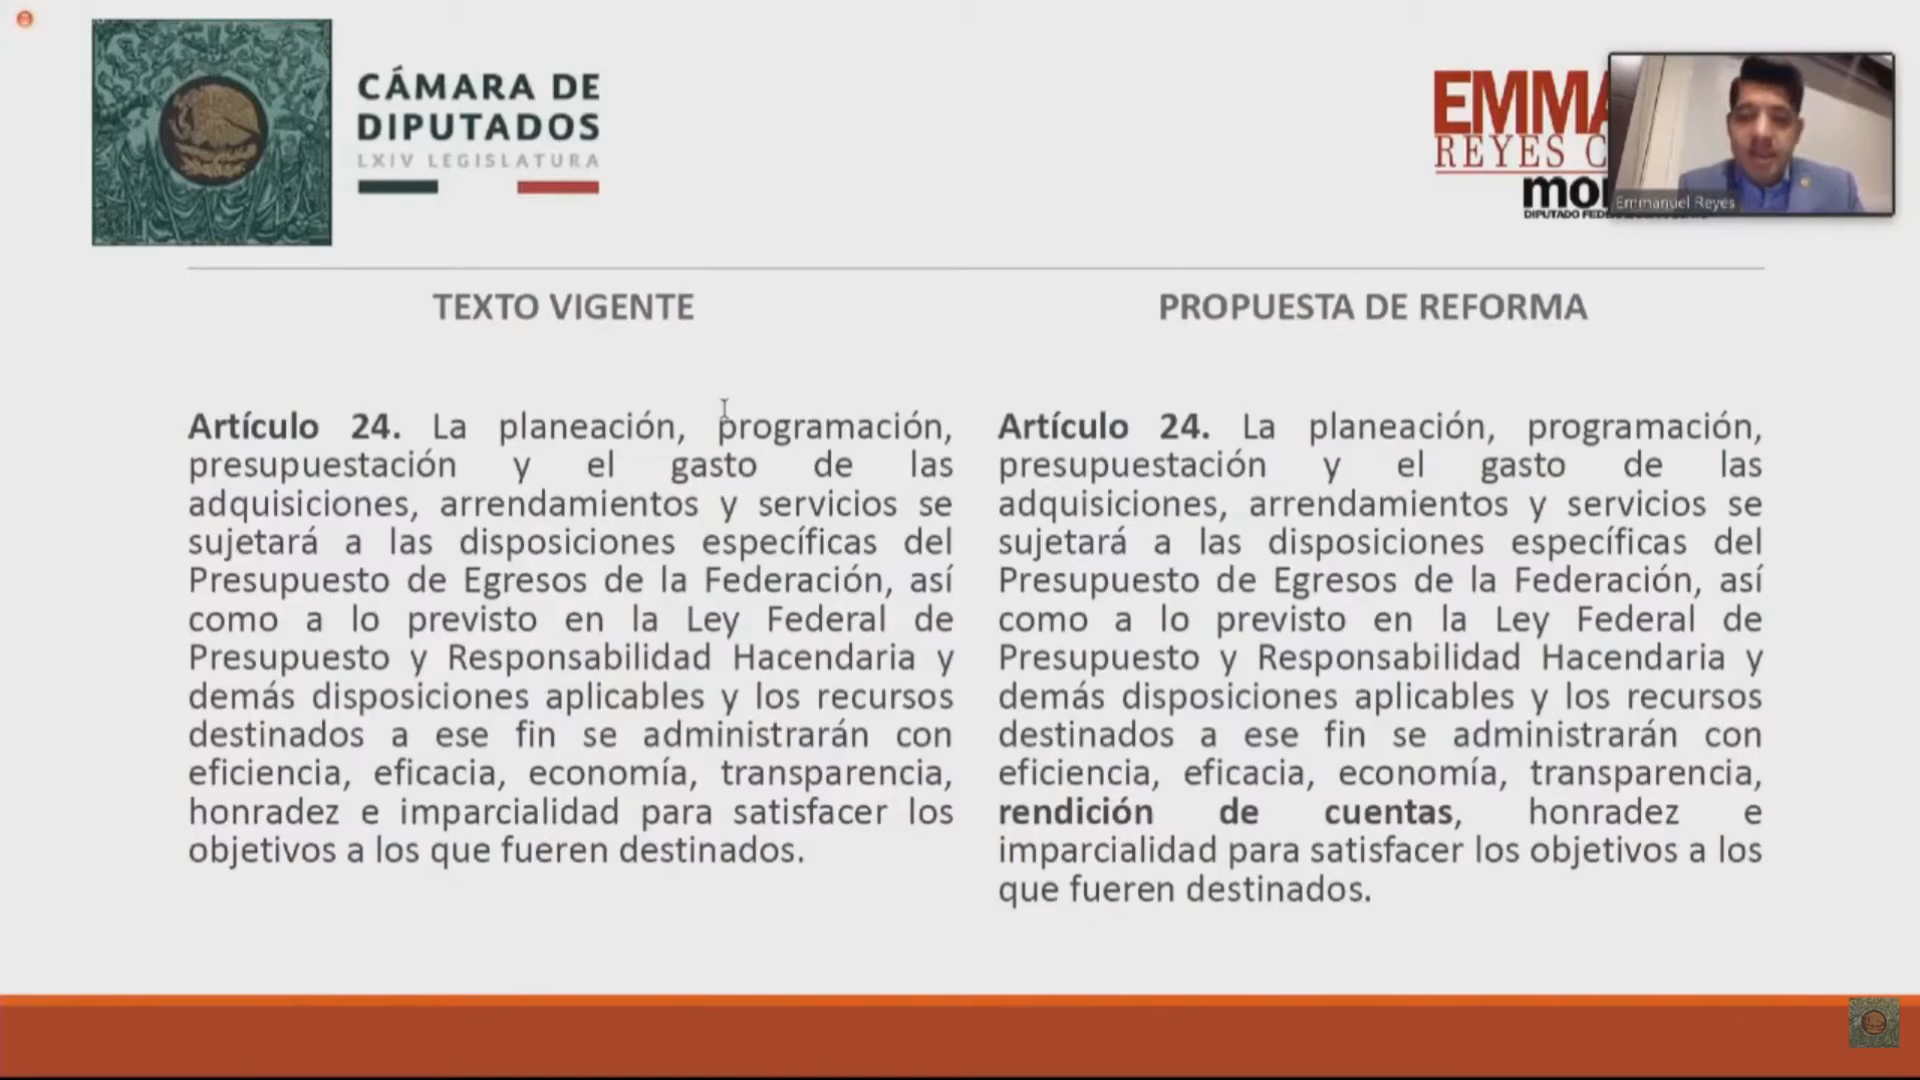 CÁMARA DE
DIPUTADOS
LXIV LEGISLATURA
EMMA
REYES C
mo
DIPUTADO
Emmanuel Reyes
TEXTO VIGENTE
Artículo 24. La planeación, programación,
presupuestación y el gasto de las
adquisiciones, arrendamientos y servicios se
sujetará a las disposiciones específicas del
Presupuesto de Egresos de la Federación, así
como a lo previsto en la Ley Federal de
Presupuesto y Responsabilidad Hacendaria y
demás disposiciones aplicables y los recursos
destinados a ese fin se administrarán con
eficiencia, eficacia, economía, transparencia,
honradez e imparcialidad para satisfacer los
objetivos a los que fueren destinados.
PROPUESTA DE REFORMA
Artículo 24. La planeación, programación,
presupuestación y el gasto de las
adquisiciones, arrendamientos y servicios se
sujetará a las disposiciones específicas del
Presupuesto de Egresos de la Federación, así
como a lo previsto en la Ley Federal de
Presupuesto y Responsabilidad Hacendaria y
demás disposiciones aplicables y los recursos
destinados a ese fin se administrarán con
eficiencia, eficacia, economía, transparencia,
rendición de cuentas, honradez e
imparcialidad para satisfacer los objetivos a los
que fueren destinados.